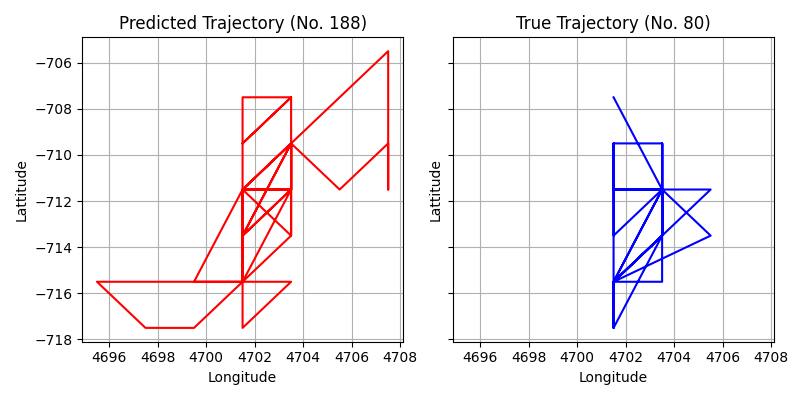 Predicted Trajectory (No. 188)
True Trajectory (No. 80)
−706
−708
−710
−712
−714
−716
−718
Lattitude
Lattitude
4696 4698 4700 4702 4704 4706 4708
4696 4698 4700 4702 4704 4706 4708
Longitude
Longitude